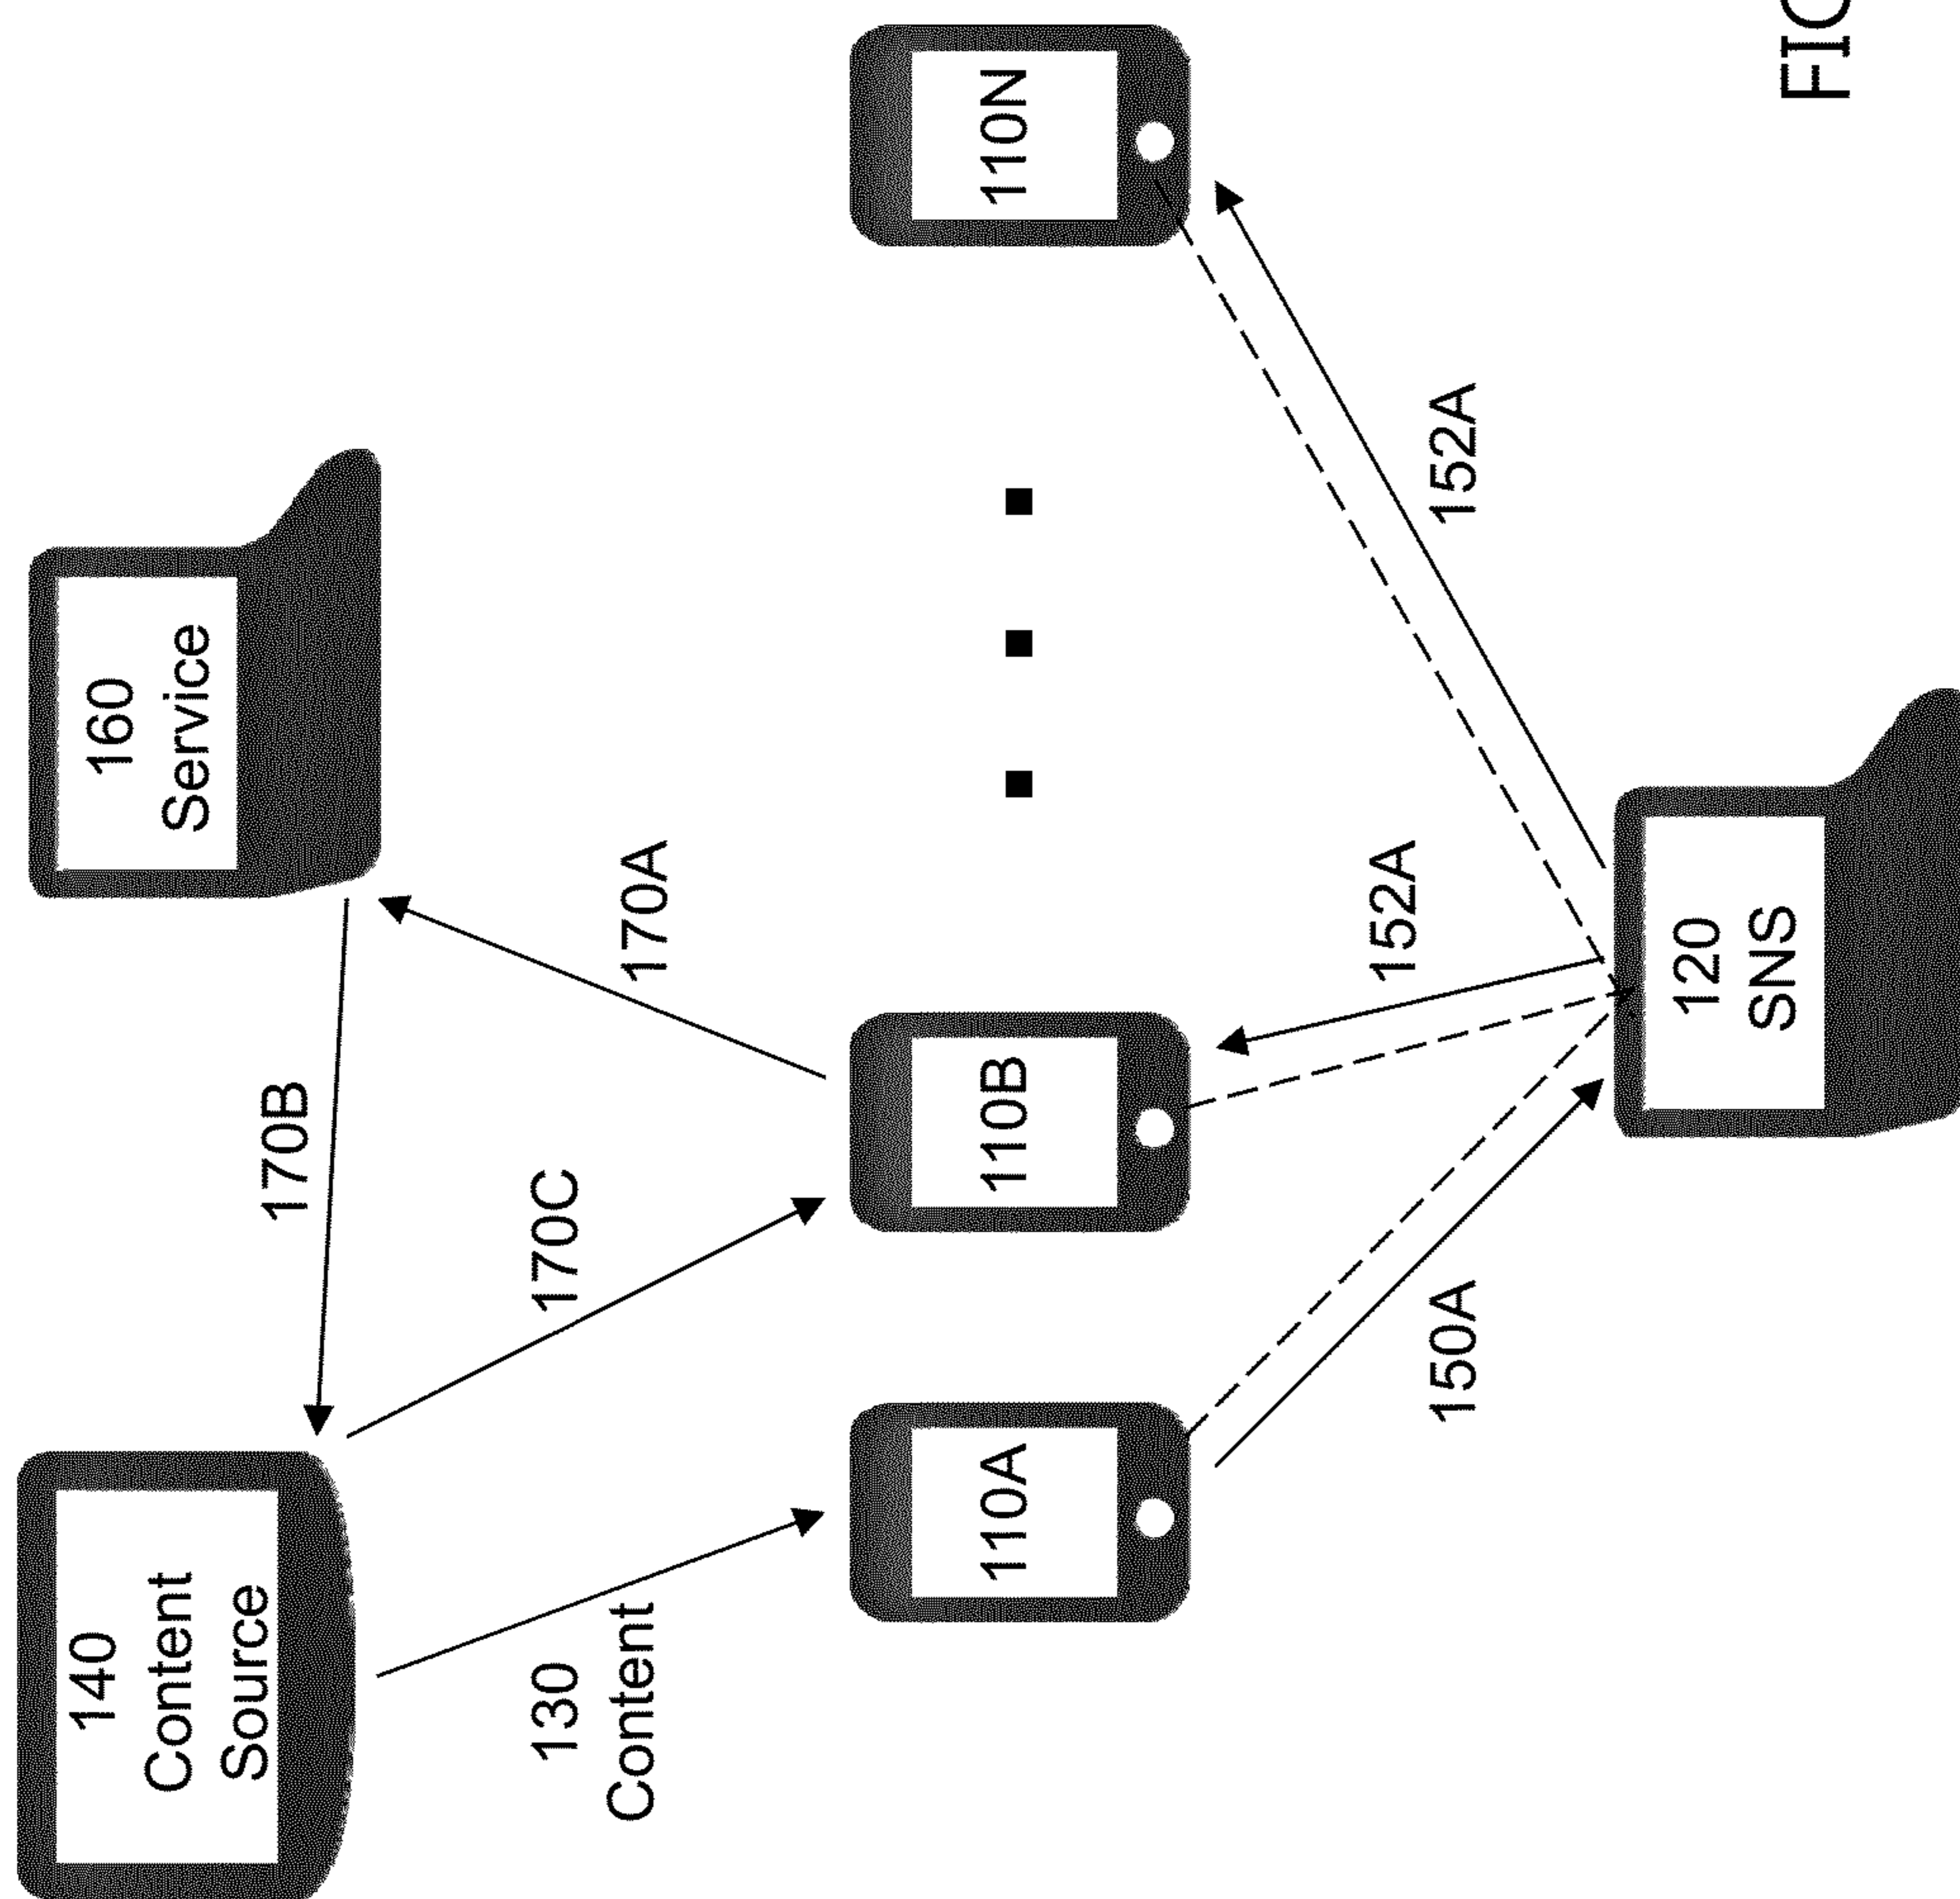 140
Content
Source
160
Service
170B
170C
170A
130
Content
110A
110B
110N
150A
152A
152A
120
SNS